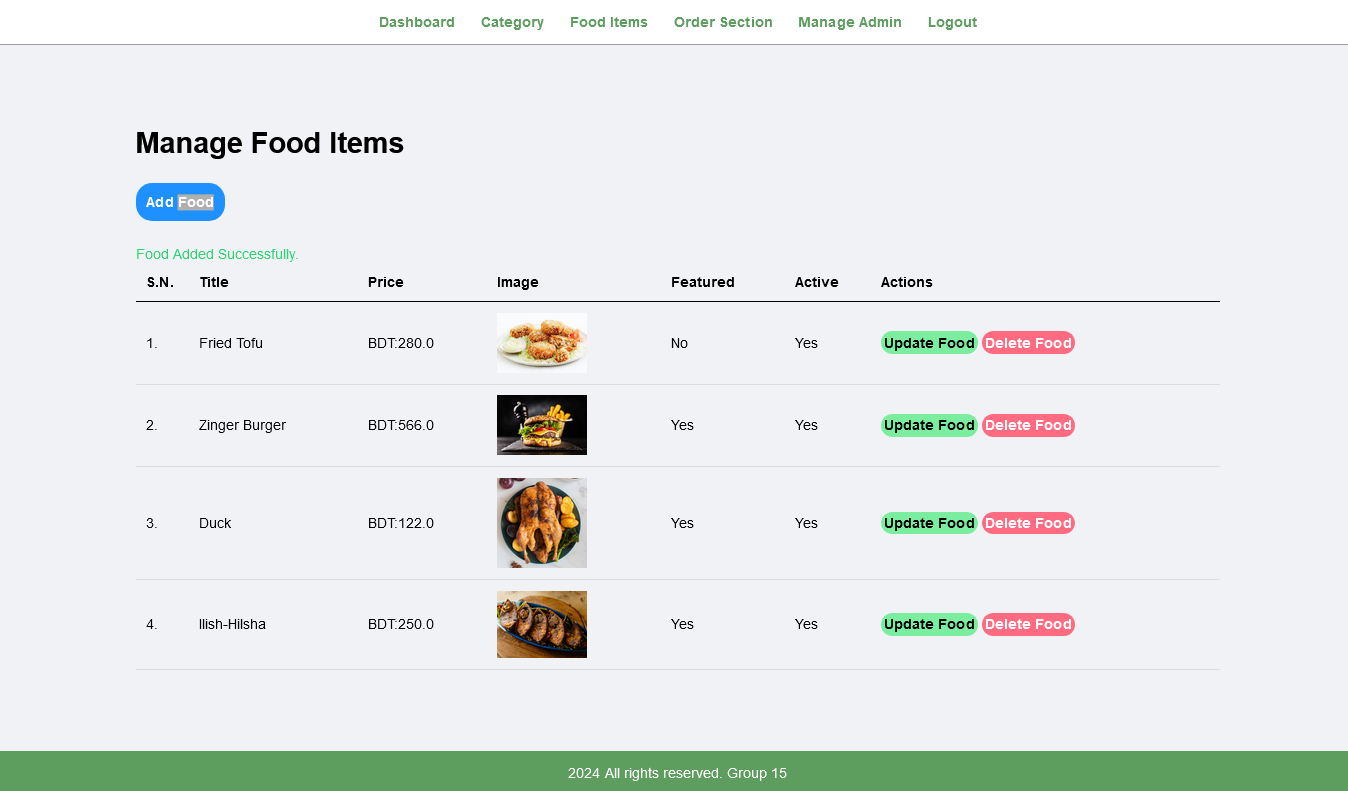 Dashboard Category Food Items Order Section Manage Admin Logout
Manage Food Items
Add Food
Food Added Successfully.
S.N. Title Price Image Featured Active Actions
1. Fried Tofu BDT:280.0 No Yes Update Food Delete Food
2. Zinger Burger BDT:566.0 Yes Yes Update Food Delete Food
3. Duck BDT:122.0 Yes Yes Update Food Delete Food
4. Ilish-Hilsha BDT:250.0 Yes Yes Update Food Delete Food
2024 All rights reserved. Group 15